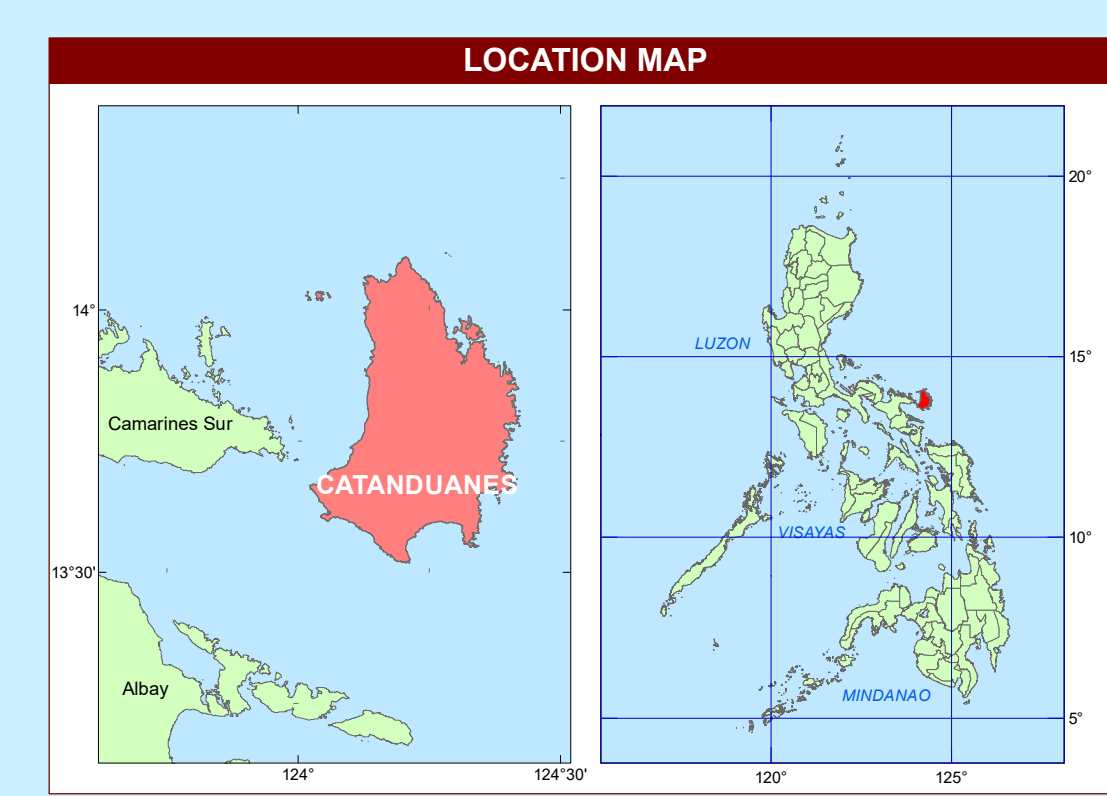 LOCATION MAP
14°
Camarines Sur
CATANDUANES
13°30'
Albay
124°
124°30'
20°
LUZON
15°
VISAYAS
10°
MINDANAO
5°
120°
125°